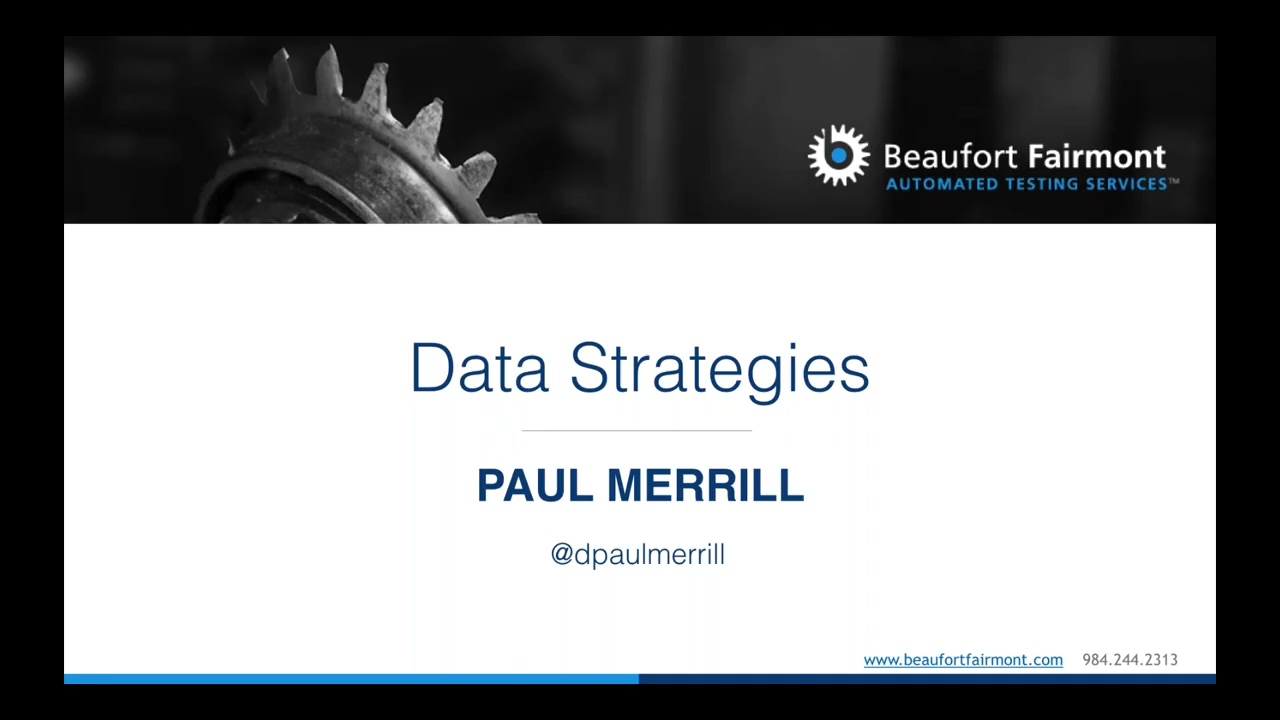 Beaufort Fairmont
AUTOMATED TESTING SERVICES™
Data Strategies
PAUL MERRILL
@dpaulmerrill
www.beaufortfairmont.com 984.244.2313